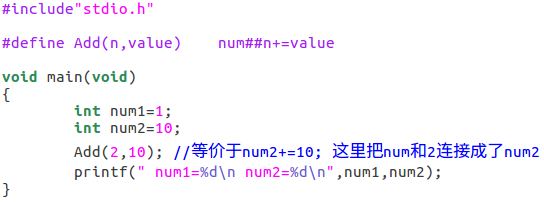 #include"stdio.h"
#define Add(n,value)    num##n+=value
void main(void)
{
        int num1=1;
        int num2=10;
        Add(2,10); //等价于num2+=10; 这里把num和2连接成了num2
        printf(" num1=%d\n num2=%d\n",num1,num2);
}